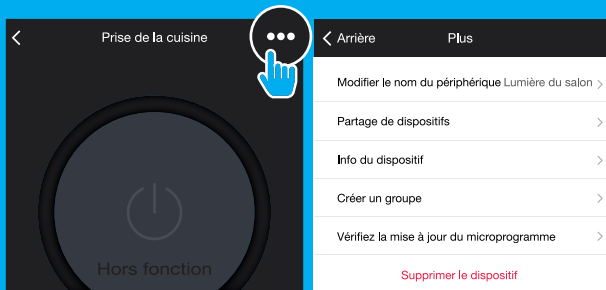 Prise de la cuisine
Hors fonction
Arrière
Plus
Modifier le nom du périphérique Lumière du salon
Partage de dispositifs
Info du dispositif
Créer un groupe
Vérifiez la mise à jour du microprogramme
Supprimer le dispositif